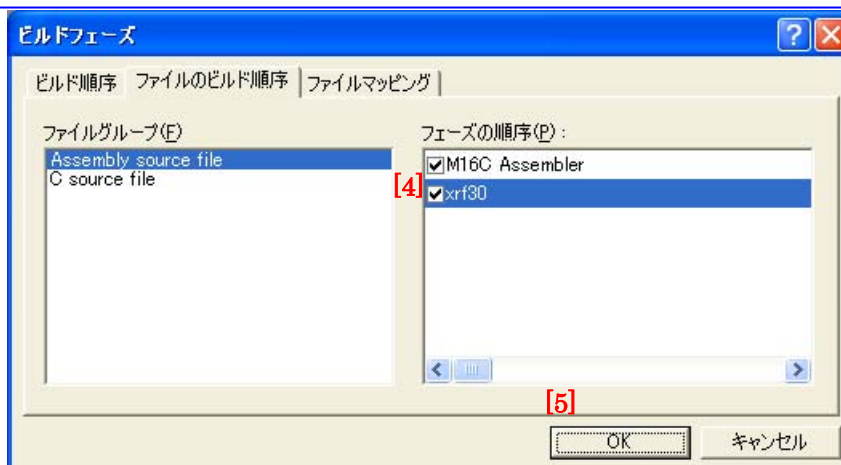 ビルドフェーズ
ビルド順序 ファイルのビルド順序 ファイルマッピング
ファイルグループ(F)
Assembly source file
C source file
フェーズの順序(P):
[4]
M16C Assembler
xrf30
[5]
OK キャンセル